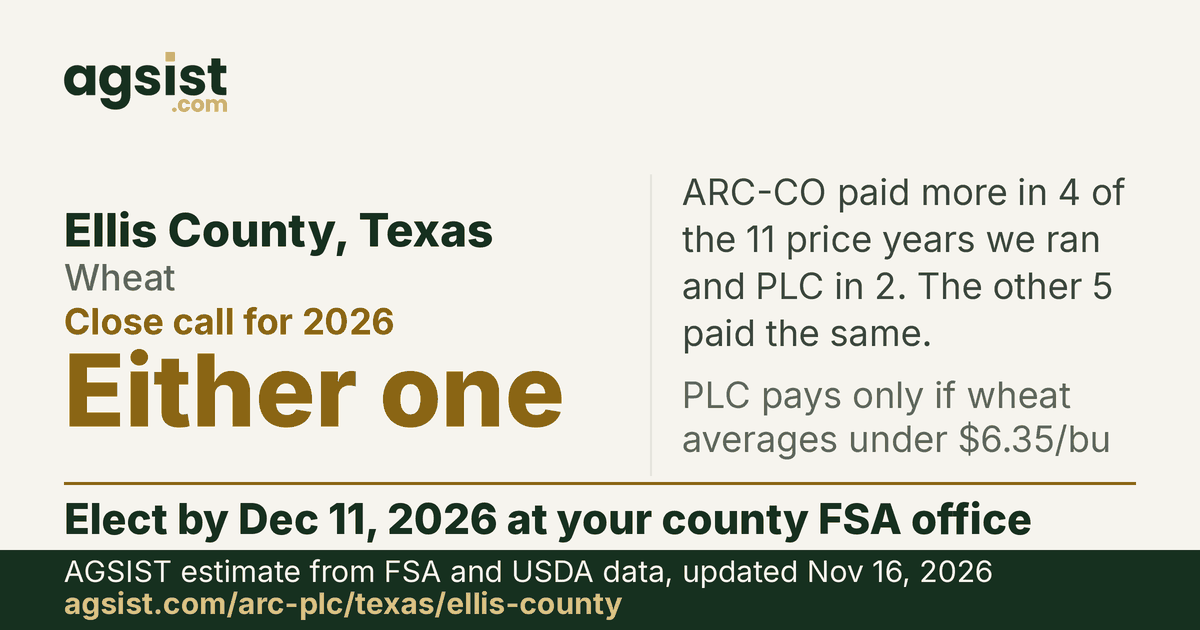 agsist
.com
Ellis County, Texas
Wheat
Close call for 2026
Either one
ARC-CO paid more in 4 of
the 11 price years we ran
and PLC in 2. The other 5
paid the same.
PLC pays only if wheat
averages under $6.35/bu
Elect by Dec 11, 2026 at your county FSA office
AGSIST estimate from FSA and USDA data, updated Nov 16, 2026
agsist.com/arc-plc/texas/ellis-county